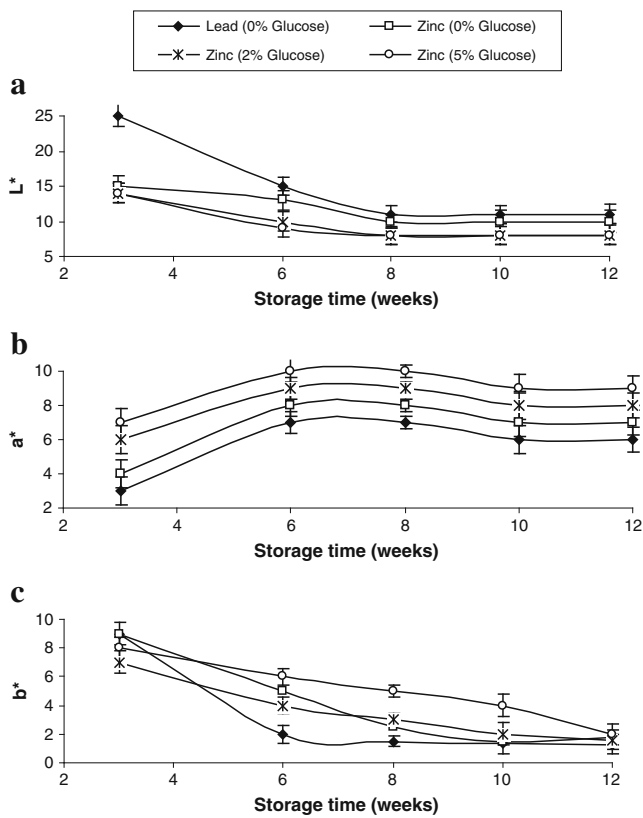 Lead (0% Glucose) Zinc (0% Glucose)
Zinc (2% Glucose) Zinc (5% Glucose)
a
25
20
15
10
5
L*
2 4 6 8 10 12
Storage time (weeks)
b
10
8
6
4
2
a*
2 4 6 8 10 12
Storage time (weeks)
c
10
8
6
4
2
0
b*
2 4 6 8 10 12
Storage time (weeks)